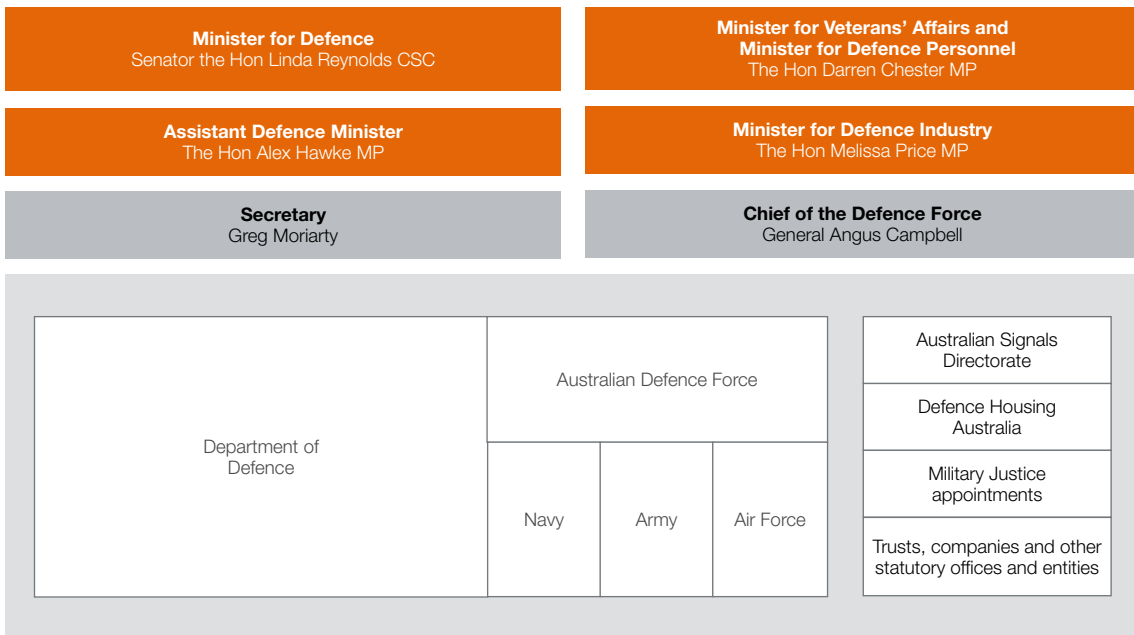 Minister for Defence
Senator the Hon Linda Reynolds CSC
Minister for Veterans’ Affairs and
Minister for Defence Personnel
The Hon Darren Chester MP
Assistant Defence Minister
The Hon Alex Hawke MP
Minister for Defence Industry
The Hon Melissa Price MP
Secretary
Greg Moriarty
Chief of the Defence Force
General Angus Campbell
Department of
Defence
Australian Defence Force
Navy
Army
Air Force
Australian Signals
Directorate
Defence Housing
Australia
Military Justice
appointments
Trusts, companies and other
statutory offices and entities